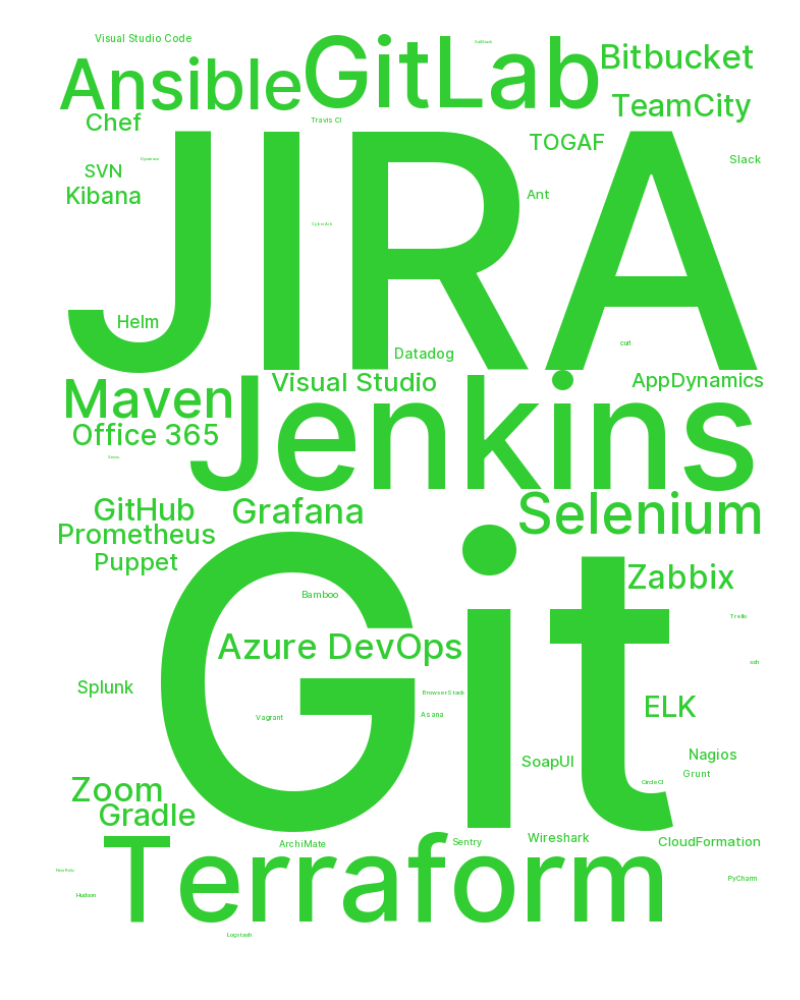 Visual Studio Code
Ansible
GitLab
Bitbucket
TeamCity
Chef
Travis CI
TOGAF
Slack
SVN
Kibana
JIRA
Ant
CyberArk
Helm
Datadog
curl
Maven
Visual Studio
AppDynamics
Office 365
Jenkins
GitHub
Grafana
Selenium
Prometheus
Puppet
Zabbix
Bamboo
Trello
Azure DevOps
ssh
Splunk
BrowserStack
Asana
Vagrant
ELK
Git
SoapUI
Nagios
Grunt
CircleCI
Zoom
Gradle
ArchiMate
Sentry
Wireshark
CloudFormation
Terraform
New Relic
PyCharm
Hudson
Logstash